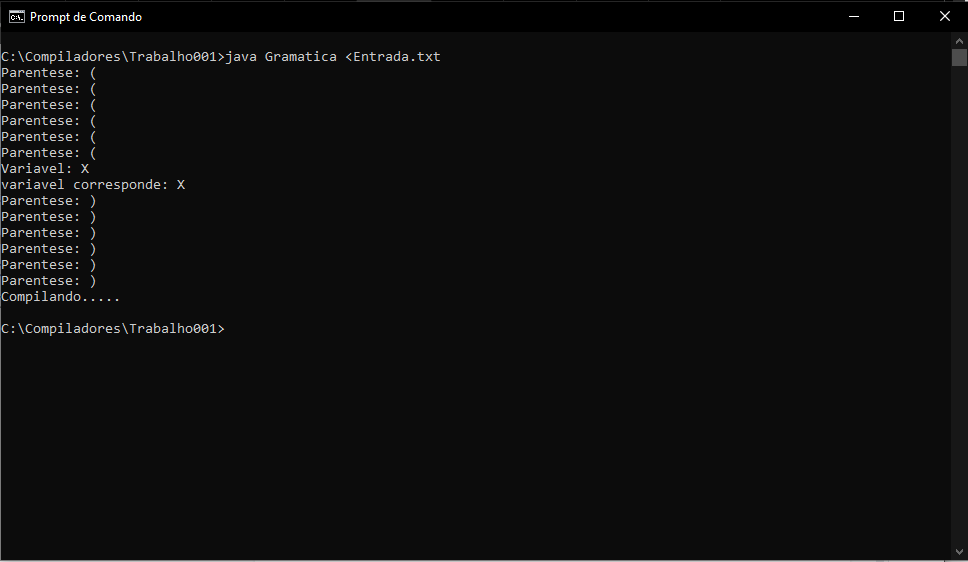 Prompt de Comando
C:\Compiladores\Trabalho001>java Gramatica <Entrada.txt
Parentese: (
Parentese: (
Parentese: (
Parentese: (
Parentese: (
Parentese: (
Variavel: X
variavel corresponde: X
Parentese: )
Parentese: )
Parentese: )
Parentese: )
Parentese: )
Parentese: )
Compilando.....
C:\Compiladores\Trabalho001>